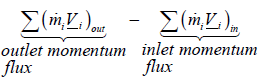 ∑(ṁᵢV̲ᵢ)ₒᵤₜ − ∑(ṁᵢV̲ᵢ)ᵢₙ
outlet momentum inlet momentum
flux flux